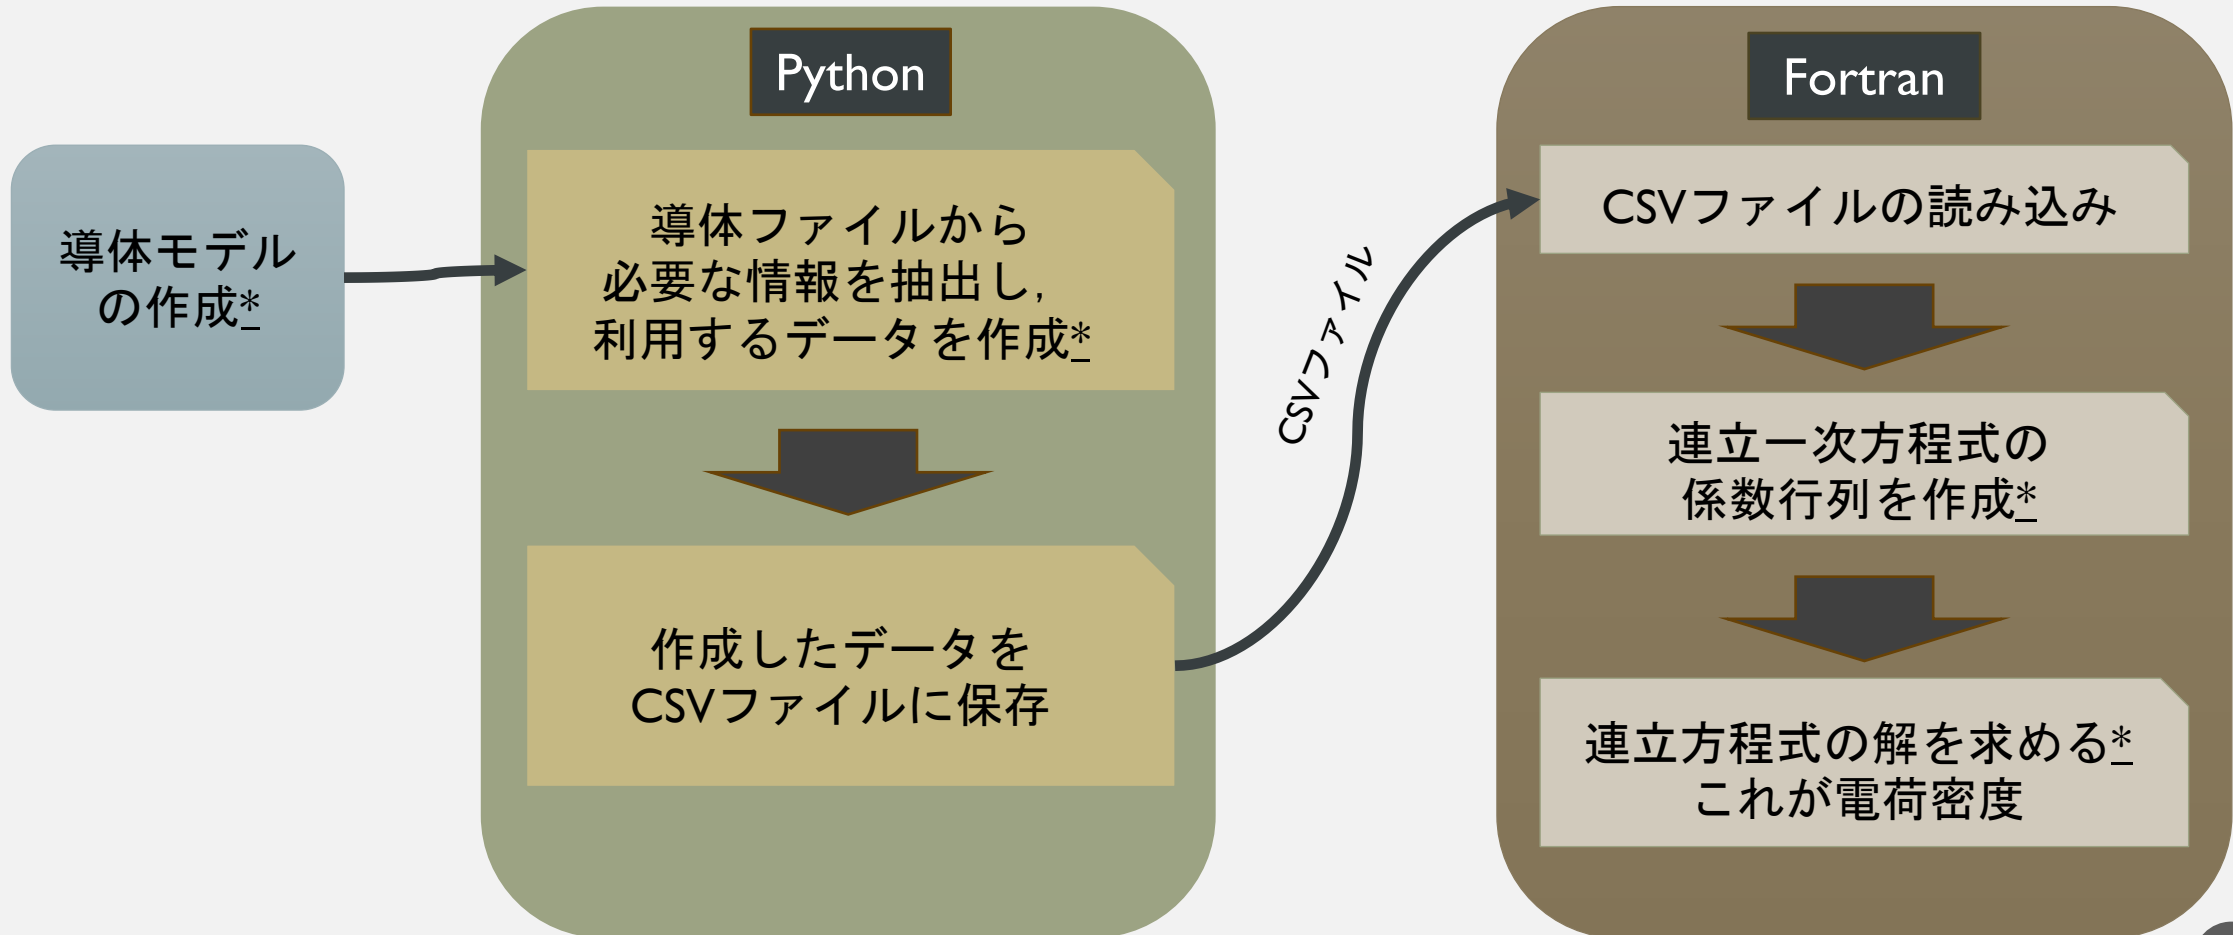 導体モデル
の作成*
Python
導体ファイルから
必要な情報を抽出し,
利用するデータを作成*
作成したデータを
CSVファイルに保存
CSVファイル
Fortran
CSVファイルの読み込み
連立一次方程式の
係数行列を作成*
連立方程式の解を求める*
これが電荷密度